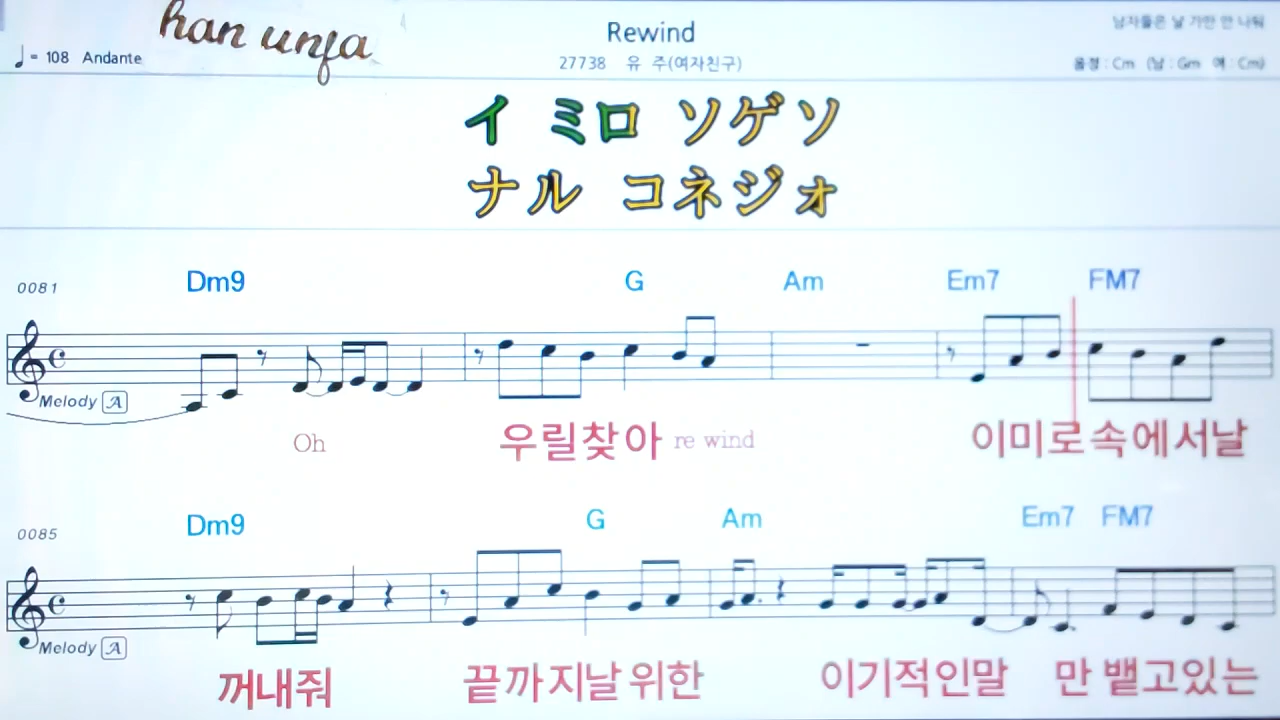 han unfa
Rewind
남자들은 날 가만 안 나둬
♩= 108 Andante
27738 유 주(여자친구)
음정 : Cm (남 : Gm 여 : Cm)
イ ミロ ソゲソ
ナル コネジォ
0081 Dm9 G Am Em7 FM7
Melody A
Oh 우릴찾아 re wind 이미로속에서날
0085 Dm9 G Am Em7 FM7
Melody A
꺼내줘 끝까지날위한 이기적인말 만 뱉고있는